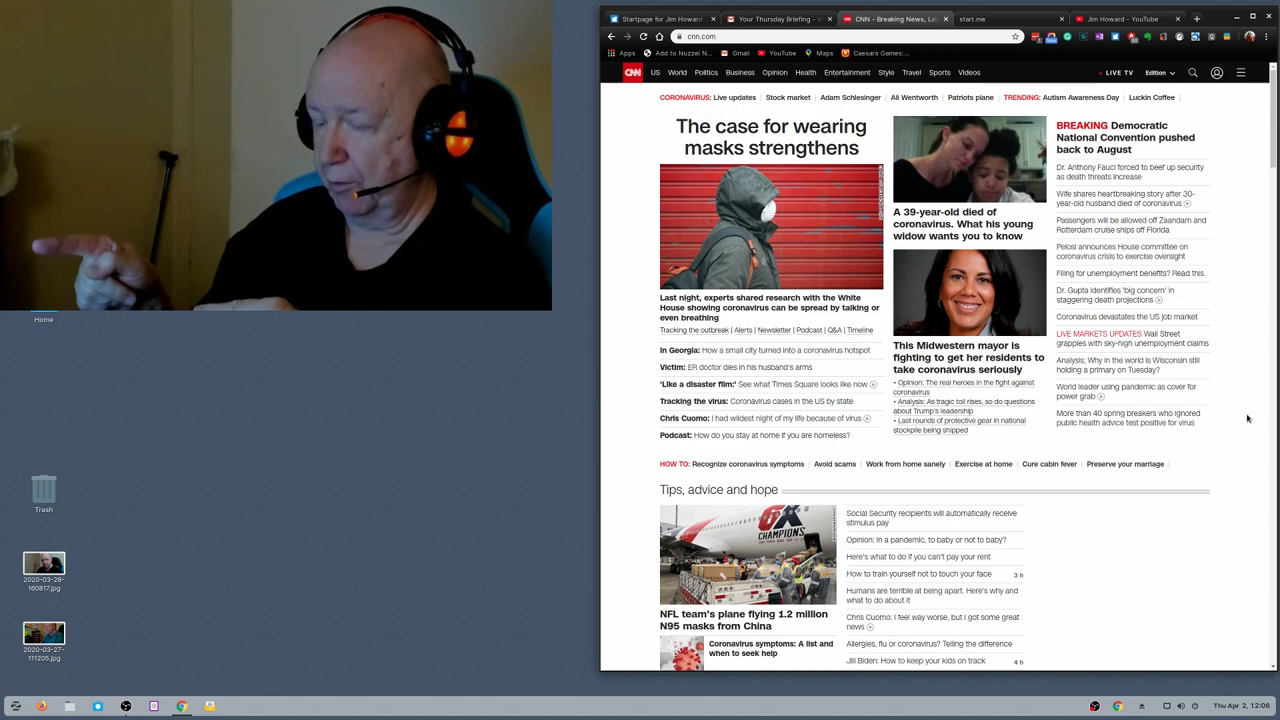 Startpage for Jim Howard
Your Thursday Briefing -
CNN - Breaking News, Lat
start.me
Jim Howard - YouTube
cnn.com
Apps
Add to Nuzzel N...
Gmail
YouTube
Maps
Caesars Games:...
CNN
US
World
Politics
Business
Opinion
Health
Entertainment
Style
Travel
Sports
Videos
LIVE TV
Edition
CORONAVIRUS: Live updates
Stock market
Adam Schlesinger
Ali Wentworth
Patriots plane
TRENDING: Autism Awareness Day
Luckin Coffee
The case for wearing
masks strengthens
Last night, experts shared research with the White
House showing coronavirus can be spread by talking or
even breathing
Tracking the outbreak | Alerts | Newsletter | Podcast | Q&A | Timeline
In Georgia: How a small city turned into a coronavirus hotspot
Victim: ER doctor dies in his husband's arms
'Like a disaster film:' See what Times Square looks like now
Tracking the virus: Coronavirus cases in the US by state
Chris Cuomo: I had wildest night of my life because of virus
Podcast: How do you stay at home if you are homeless?
A 39-year-old died of
coronavirus. What his young
widow wants you to know
This Midwestern mayor is
fighting to get her residents to
take coronavirus seriously
• Opinion: The real heroes in the fight against
coronavirus
• Analysis: As tragic toll rises, so do questions
about Trump's leadership
• Last rounds of protective gear in national
stockpile being shipped
BREAKING Democratic
National Convention pushed
back to August
Dr. Anthony Fauci forced to beef up security
as death threats increase
Wife shares heartbreaking story after 30-
year-old husband died of coronavirus
Passengers will be allowed off Zaandam and
Rotterdam cruise ships off Florida
Pelosi announces House committee on
coronavirus crisis to exercise oversight
Filing for unemployment benefits? Read this.
Dr. Gupta identifies 'big concern' in
staggering death projections
Coronavirus devastates the US job market
LIVE MARKETS UPDATES Wall Street
grapples with sky-high unemployment claims
Analysis: Why in the world is Wisconsin still
holding a primary on Tuesday?
World leader using pandemic as cover for
power grab
More than 40 spring breakers who ignored
public health advice test positive for virus
HOW TO: Recognize coronavirus symptoms
Avoid scams
Work from home sanely
Exercise at home
Cure cabin fever
Preserve your marriage
Tips, advice and hope
6X
CHAMPIONS
NFL team's plane flying 1.2 million
N95 masks from China
Coronavirus symptoms: A list and
when to seek help
Social Security recipients will automatically receive
stimulus pay
Opinion: In a pandemic, to baby or not to baby?
Here's what to do if you can't pay your rent
How to train yourself not to touch your face 3 h
Humans are terrible at being apart. Here's why and
what to do about it
Chris Cuomo: I feel way worse, but I got some great
news
Allergies, flu or coronavirus? Telling the difference
Jill Biden: How to keep your kids on track 4 h
Home
Trash
2020-03-28-
160817.jpg
2020-03-27-
111205.jpg
Thu Apr 2, 12:06